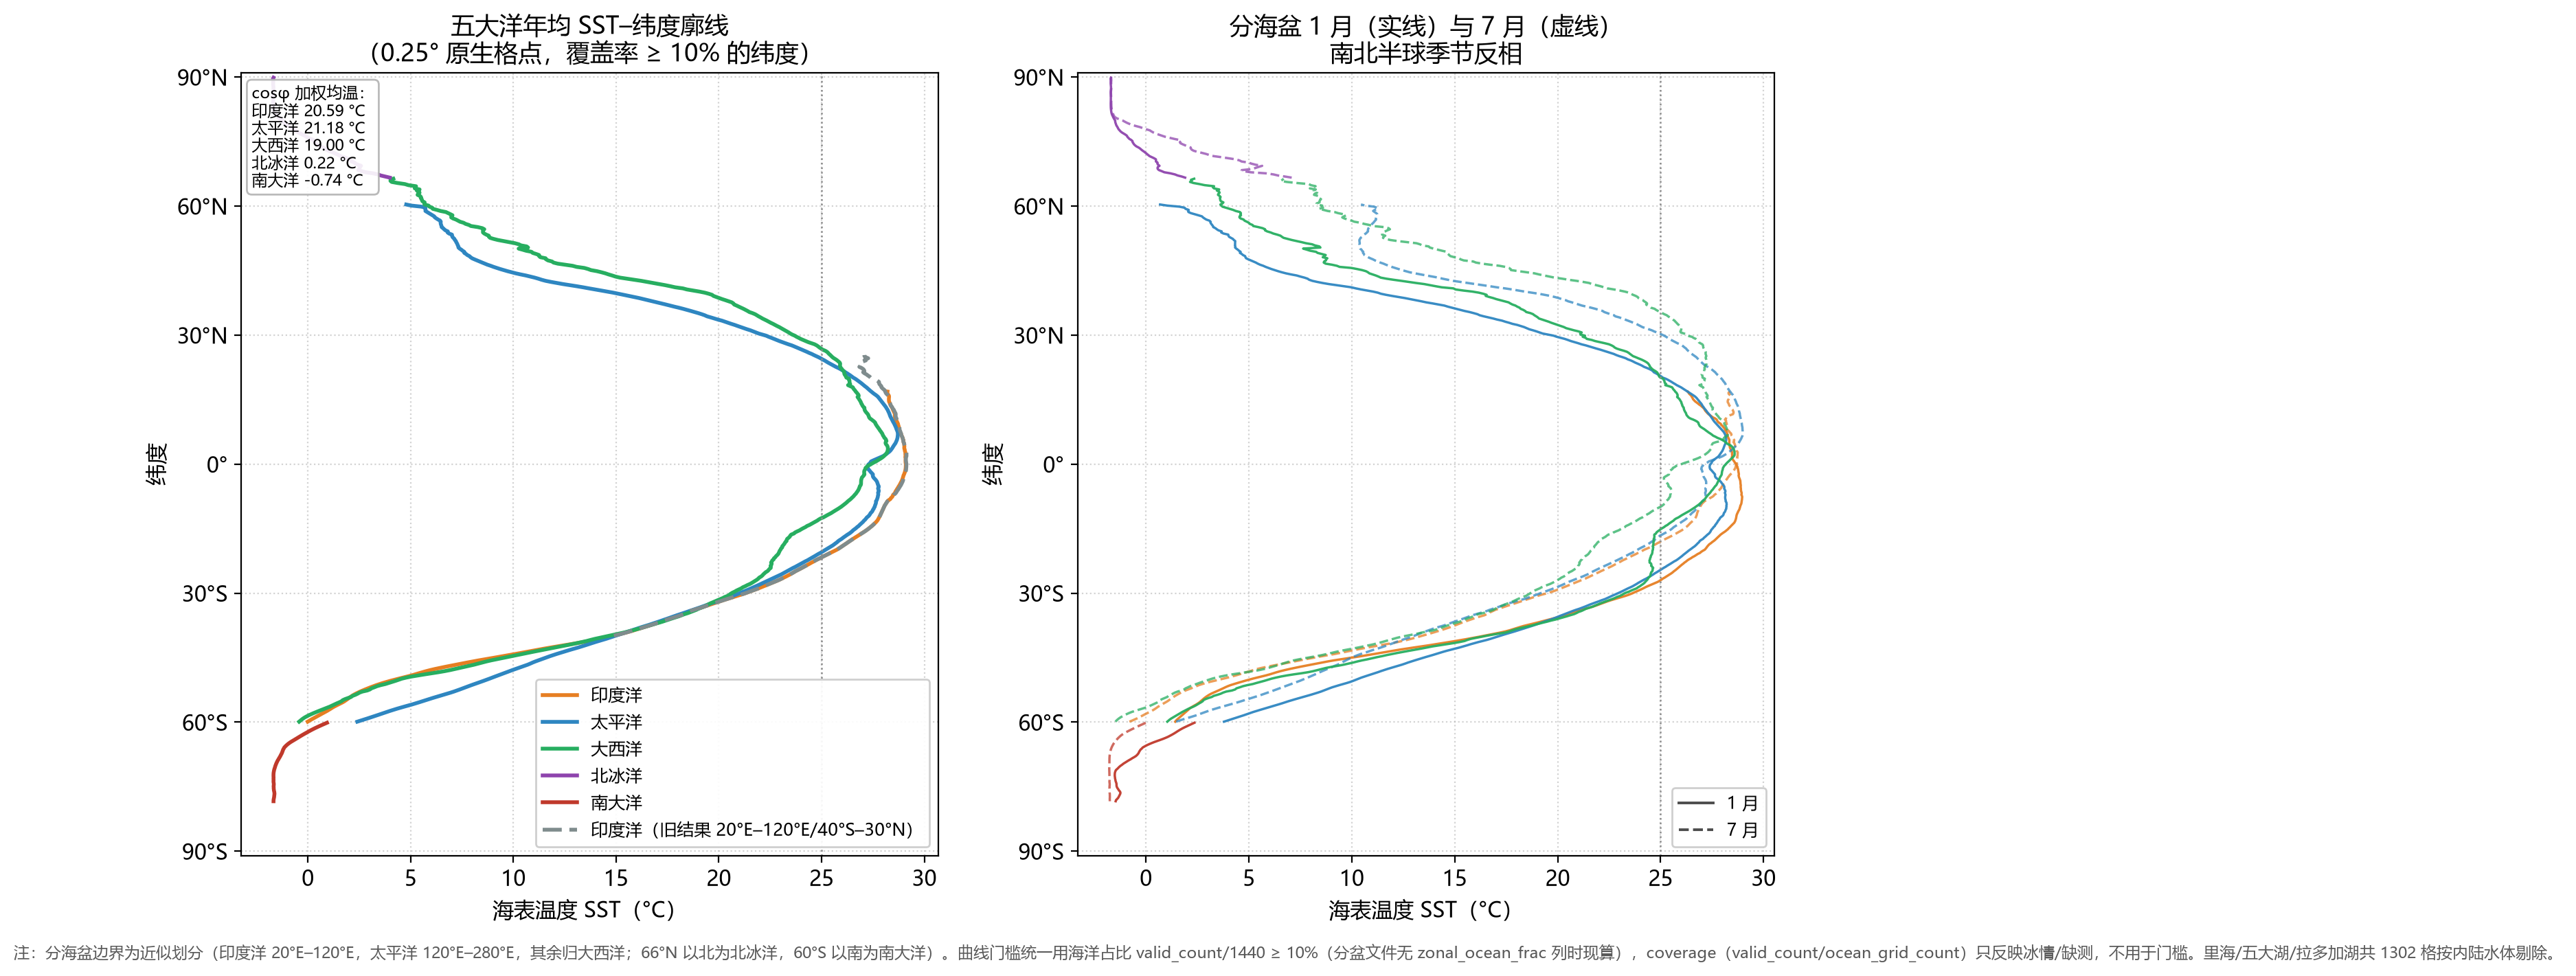 五大洋年均 SST–纬度廓线
（0.25° 原生格点，覆盖率 ≥ 10% 的纬度）
90°N
60°N
30°N
0°
30°S
60°S
90°S
纬度
cosφ 加权均温：
印度洋 20.59 °C
太平洋 21.18 °C
大西洋 19.00 °C
北冰洋 0.22 °C
南大洋 -0.74 °C
印度洋
太平洋
大西洋
北冰洋
南大洋
印度洋（旧结果 20°E–120°E/40°S–30°N）
0 5 10 15 20 25 30
海表温度 SST（°C）
分海盆 1 月（实线）与 7 月（虚线）
南北半球季节反相
90°N
60°N
30°N
0°
30°S
60°S
90°S
纬度
1 月
7 月
0 5 10 15 20 25 30
海表温度 SST（°C）
注：分海盆边界为近似划分（印度洋 20°E–120°E，太平洋 120°E–280°E，其余归大西洋；66°N 以北为北冰洋，60°S 以南为南大洋）。曲线门槛统一用海洋占比 valid_count/1440 ≥ 10%（分盆文件无 zonal_ocean_frac 列时现算），coverage（valid_count/ocean_grid_count）只反映冰情/缺测，不用于门槛。里海/五大湖/拉多加湖共 1302 格按内陆水体剔除。